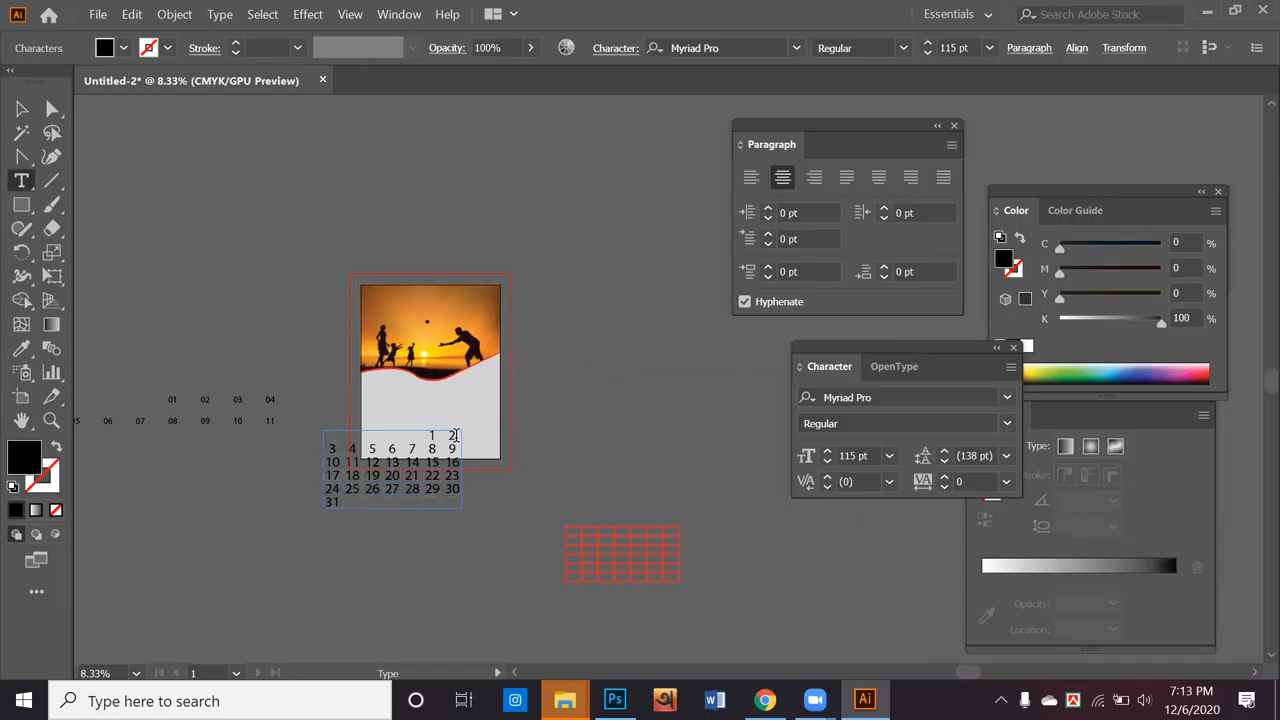 Ai File Edit Object Type Select Effect View Window Help Essentials Search Adobe Stock
Characters Stroke: Opacity: 100% Character: Myriad Pro Regular 115 pt Paragraph Align Transform
Untitled-2* @ 8.33% (CMYK/GPU Preview)
Paragraph
0 pt 0 pt
0 pt
0 pt 0 pt
Hyphenate
Color Color Guide
C 0 %
M 0 %
Y 0 %
K 100 %
Character OpenType
Myriad Pro
Regular
115 pt (138 pt)
(0) 0
Type:
Opacity:
Location:
01 02 03 04
05 06 07 08 09 10 11
1 2
3 4 5 6 7 8 9
10 11 12 13 14 15 16
17 18 19 20 21 22 23
24 25 26 27 28 29 30
31
8.33% 1 Type
Type here to search Ps Ai
7:13 PM
12/6/2020